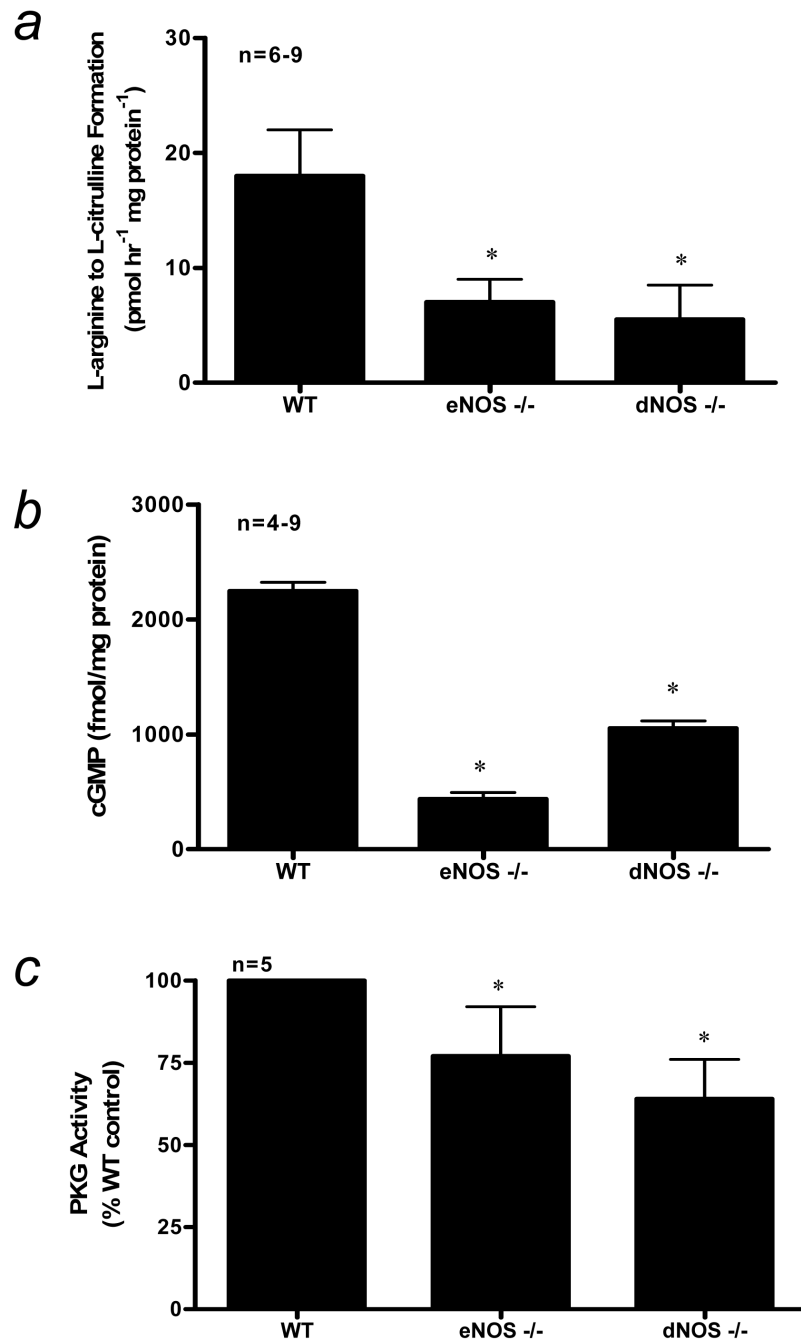 a
L-arginine to L-citrulline Formation
(pmol hr⁻¹ mg protein⁻¹)
30
20
10
0
n=6-9
*
*
WT
eNOS -/-
dNOS -/-
b
cGMP (fmol/mg protein)
3000
2000
1000
0
n=4-9
*
*
WT
eNOS -/-
dNOS -/-
c
PKG Activity
(% WT control)
100
75
50
25
0
n=5
*
*
WT
eNOS -/-
dNOS -/-